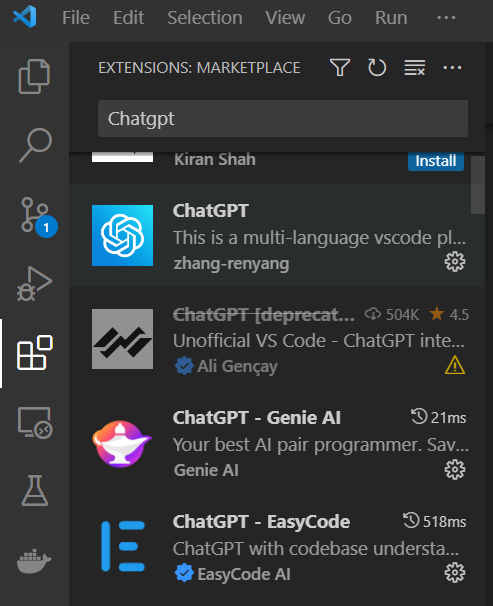 File Edit Selection View Go Run ···
EXTENSIONS: MARKETPLACE
Chatgpt
Kiran Shah Install
ChatGPT
This is a multi-language vscode pl...
zhang-renyang
1
ChatGPT [deprecat... 504K 4.5
Unofficial VS Code - ChatGPT inte...
Ali Gençay
ChatGPT - Genie AI 21ms
Your best AI pair programmer. Sav...
Genie AI
ChatGPT - EasyCode 518ms
ChatGPT with codebase understa...
EasyCode AI